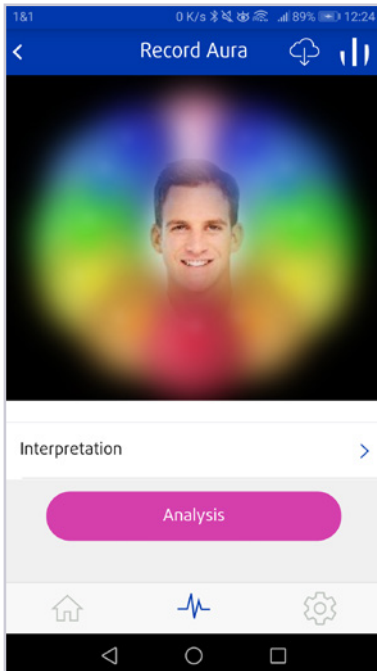 1&1 0 K/s 89% 12:24
Record Aura
Interpretation
Analysis